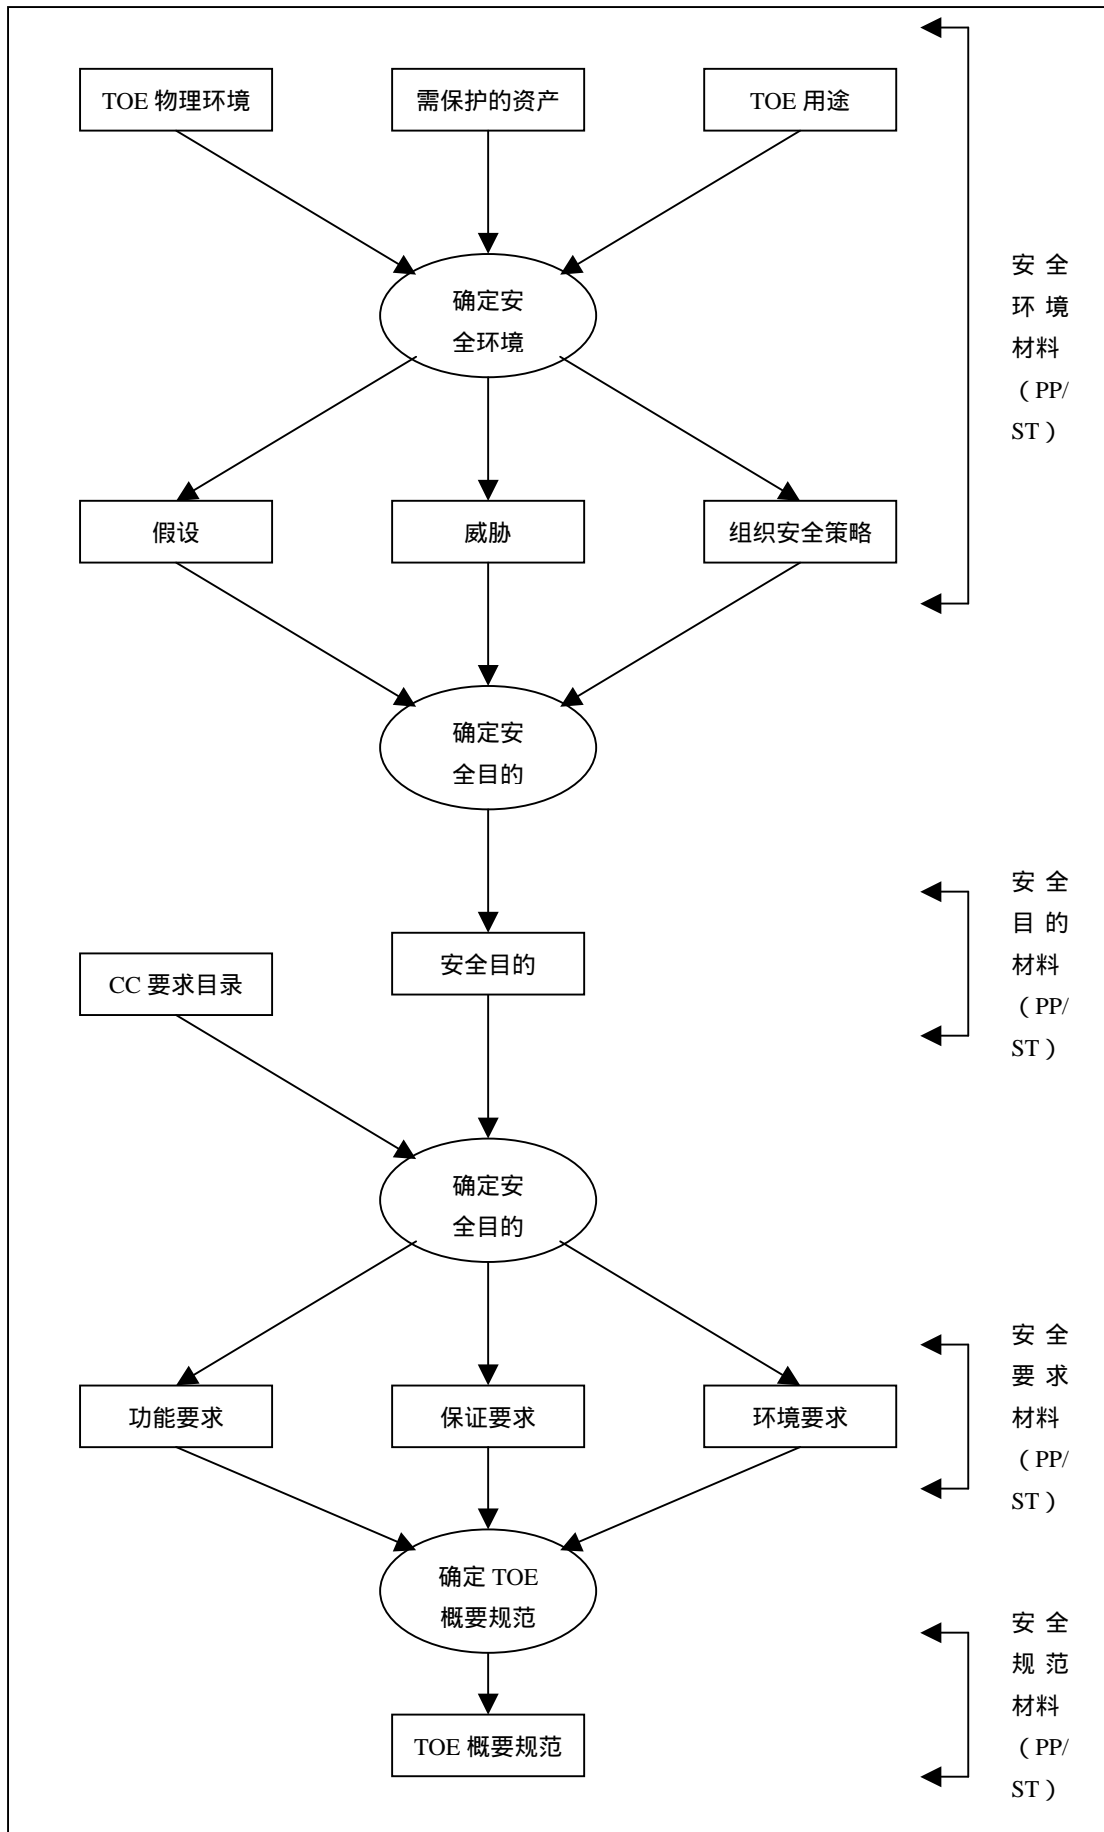 TOE 物理环境
需保护的资产
TOE 用途
确定安
全环境
安 全
环 境
材料
（ PP/
ST ）
假设
威胁
组织安全策略
确定安
全目的
安 全
目 的
材料
（ PP/
ST ）
安全目的
CC 要求目录
确定安
全目的
安 全
要 求
材料
（ PP/
ST ）
功能要求
保证要求
环境要求
确定 TOE
概要规范
安 全
规 范
材料
（ PP/
ST ）
TOE 概要规范